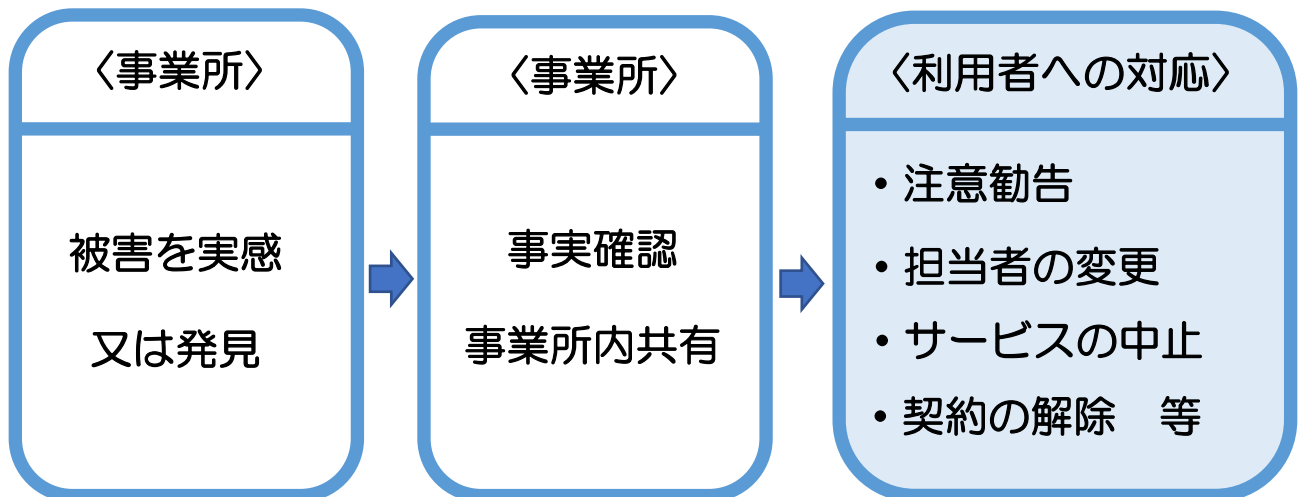 〈事業所〉
被害を実感
又は発見
〈事業所〉
事実確認
事業所内共有
〈利用者への対応〉
・注意勧告
・担当者の変更
・サービスの中止
・契約の解除　等